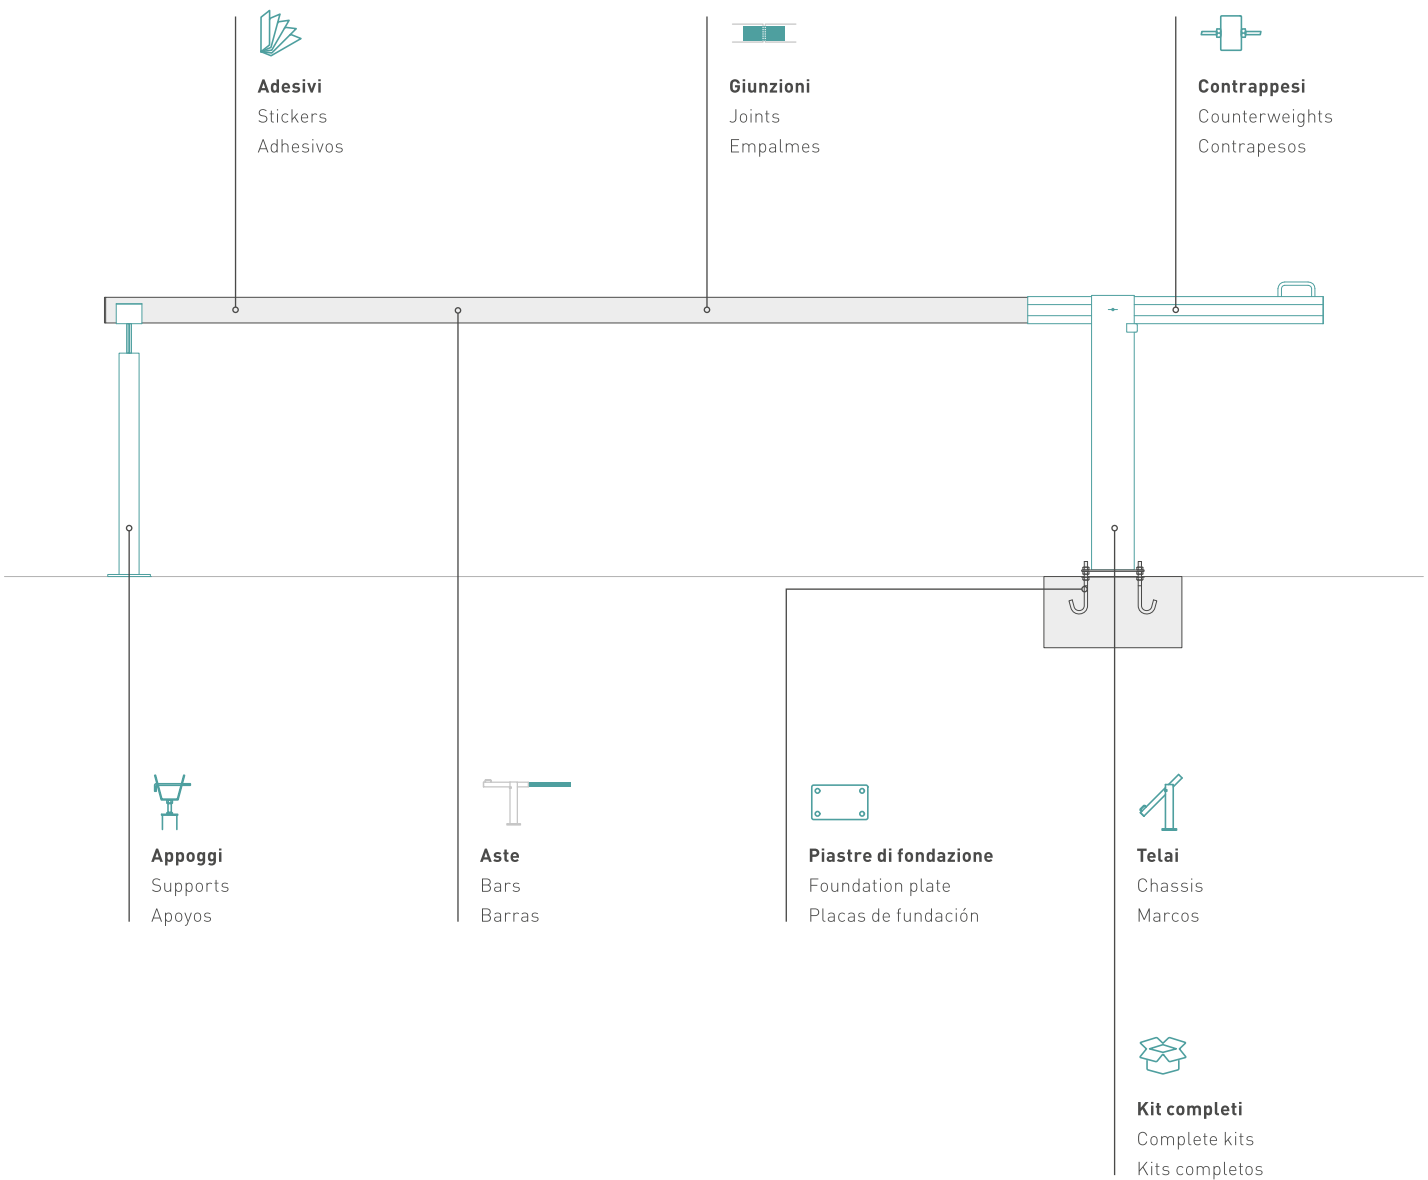 Adesivi
Stickers
Adhesivos
Giunzioni
Joints
Empalmes
Contrappesi
Counterweights
Contrapesos
Appoggi
Supports
Apoyos
Aste
Bars
Barras
Piastre di fondazione
Foundation plate
Placas de fundación
Telai
Chassis
Marcos
Kit completi
Complete kits
Kits completos